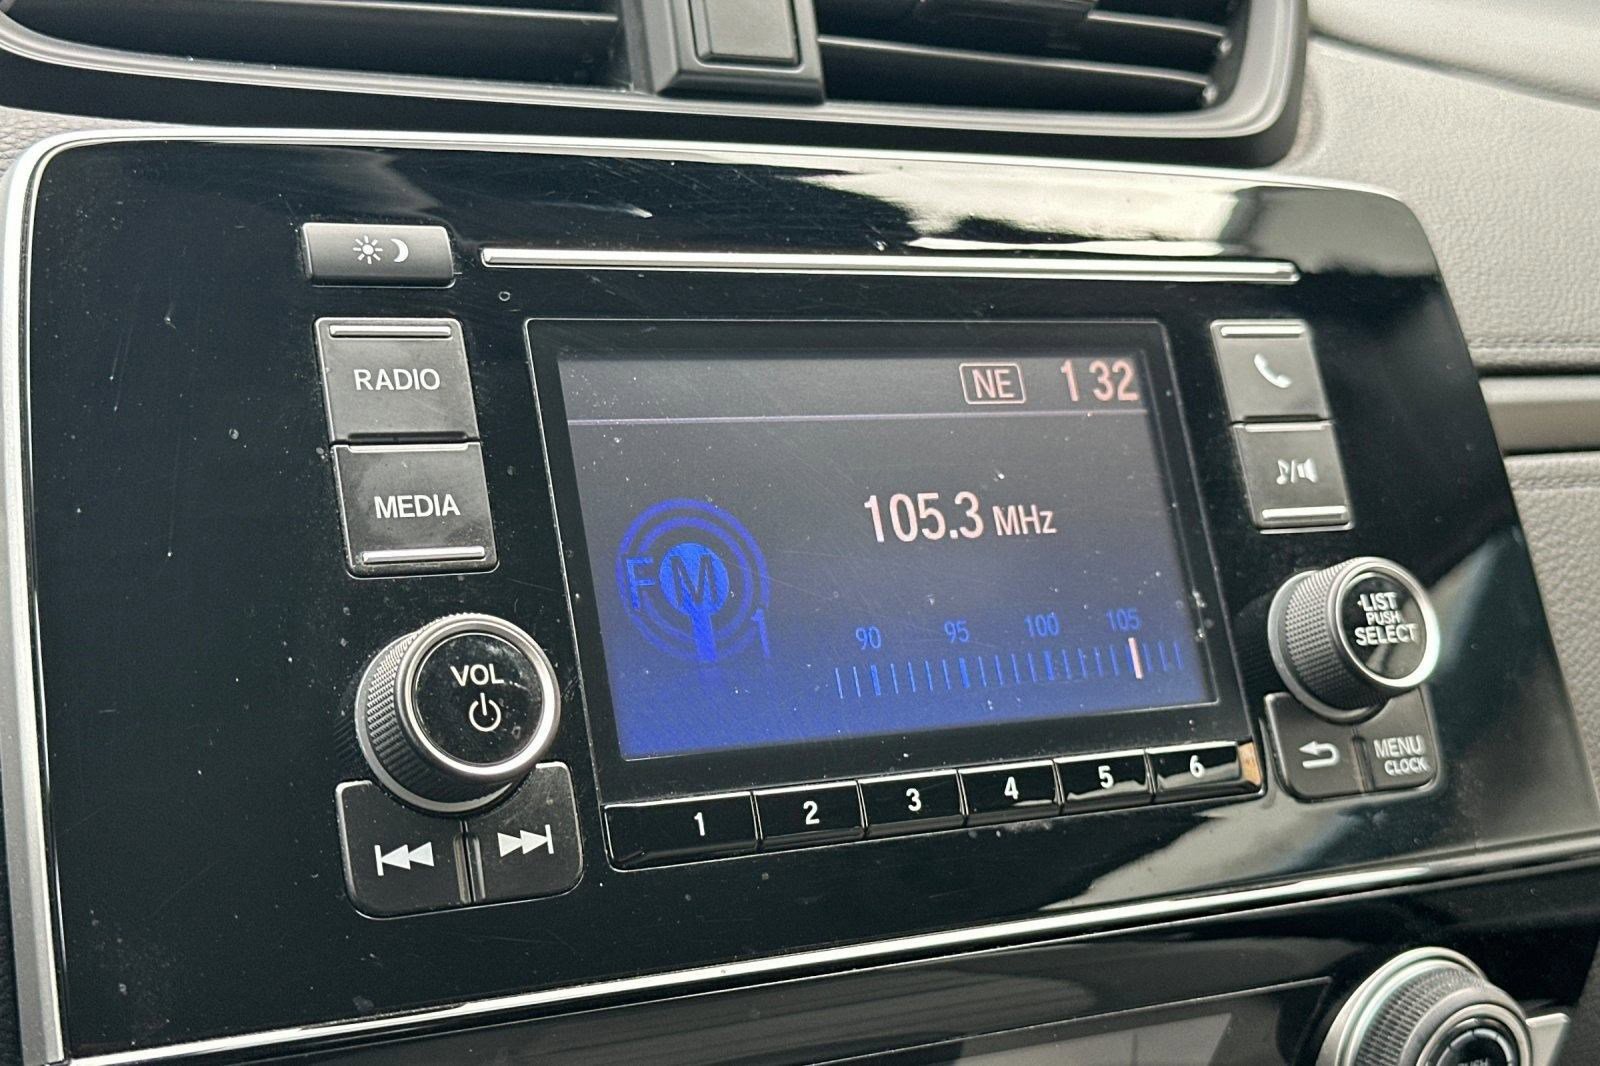 RADIO
MEDIA
NE 1 32
105.3 MHz
FM
1
90 95 100 105
VOL
LIST
PUSH
SELECT
MENU
CLOCK
1 2 3 4 5 6